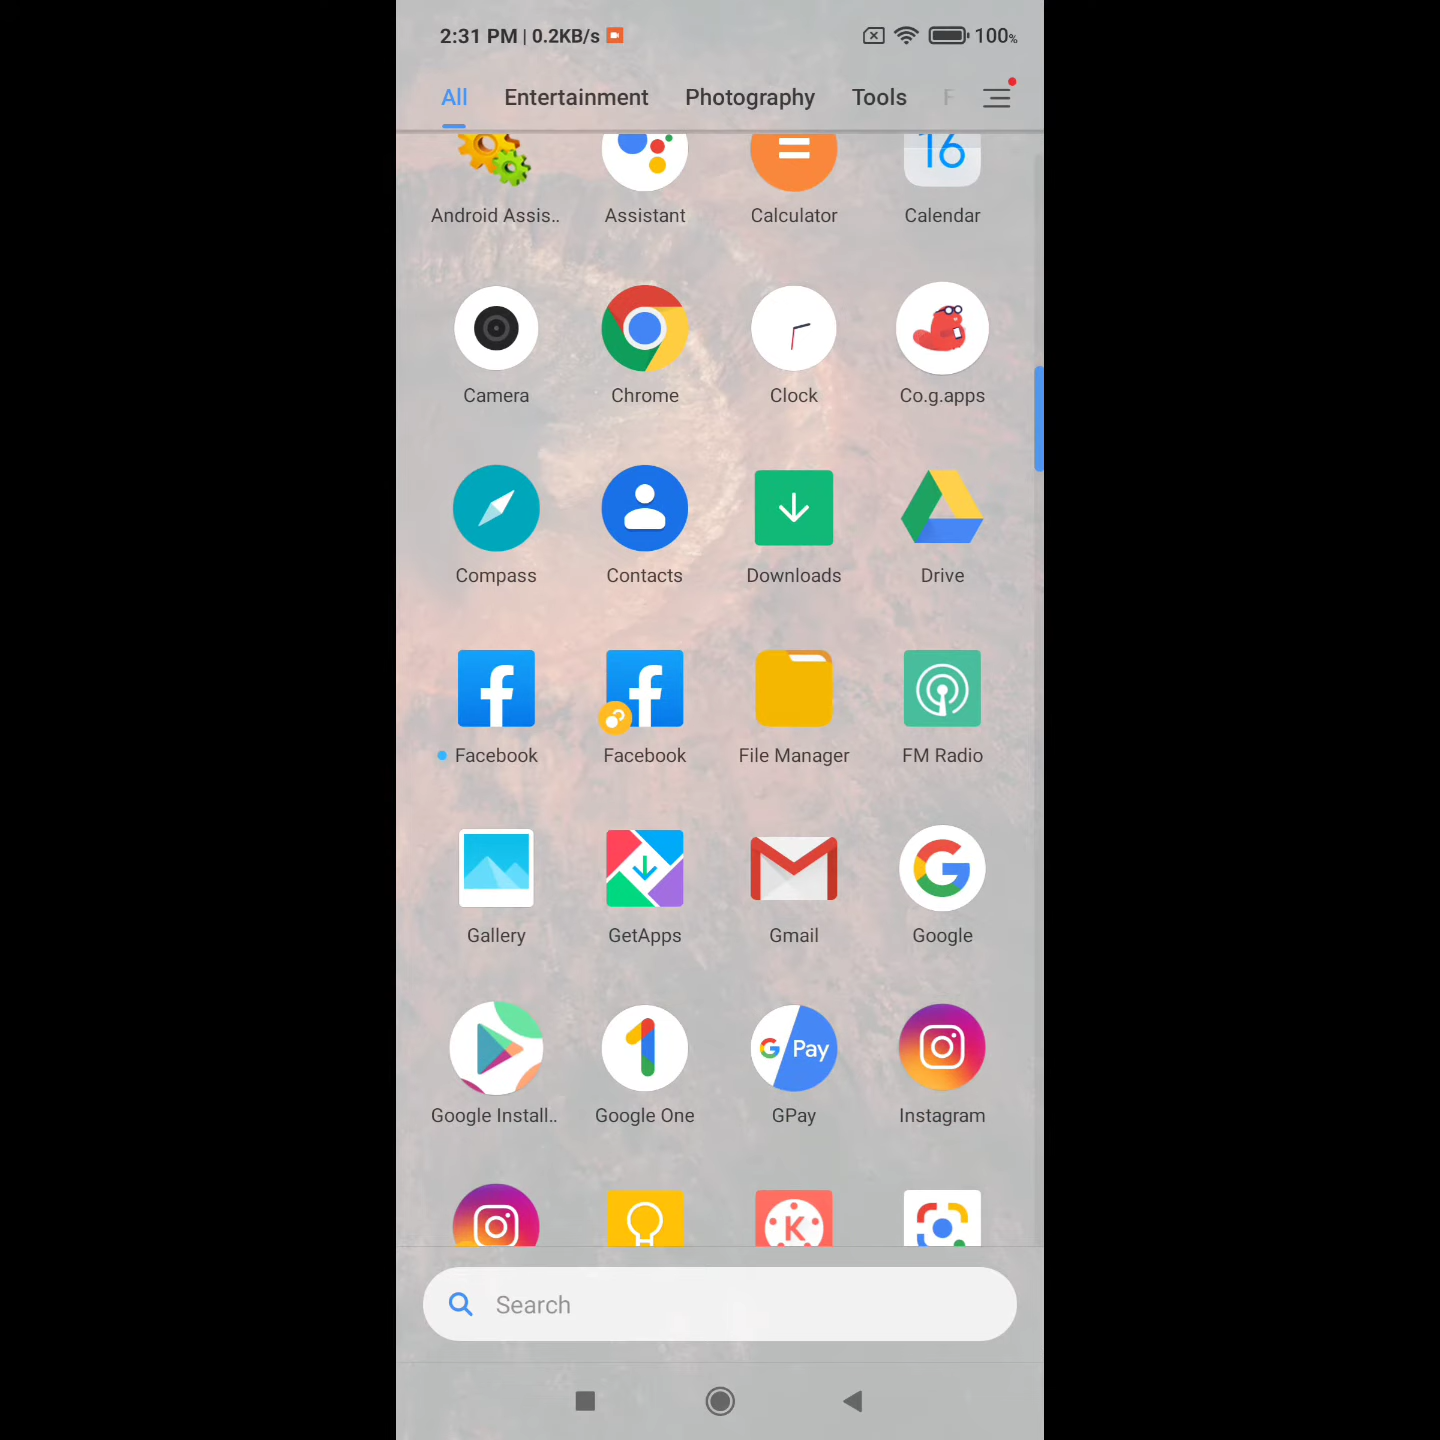 2:31 PM | 0.2KB/s 100%
All Entertainment Photography Tools F
16
Android Assis.. Assistant Calculator Calendar
Camera Chrome Clock Co.g.apps
Compass Contacts Downloads Drive
Facebook Facebook File Manager FM Radio
Gallery GetApps Gmail Google
G Pay
Google Install.. Google One GPay Instagram
K
Search